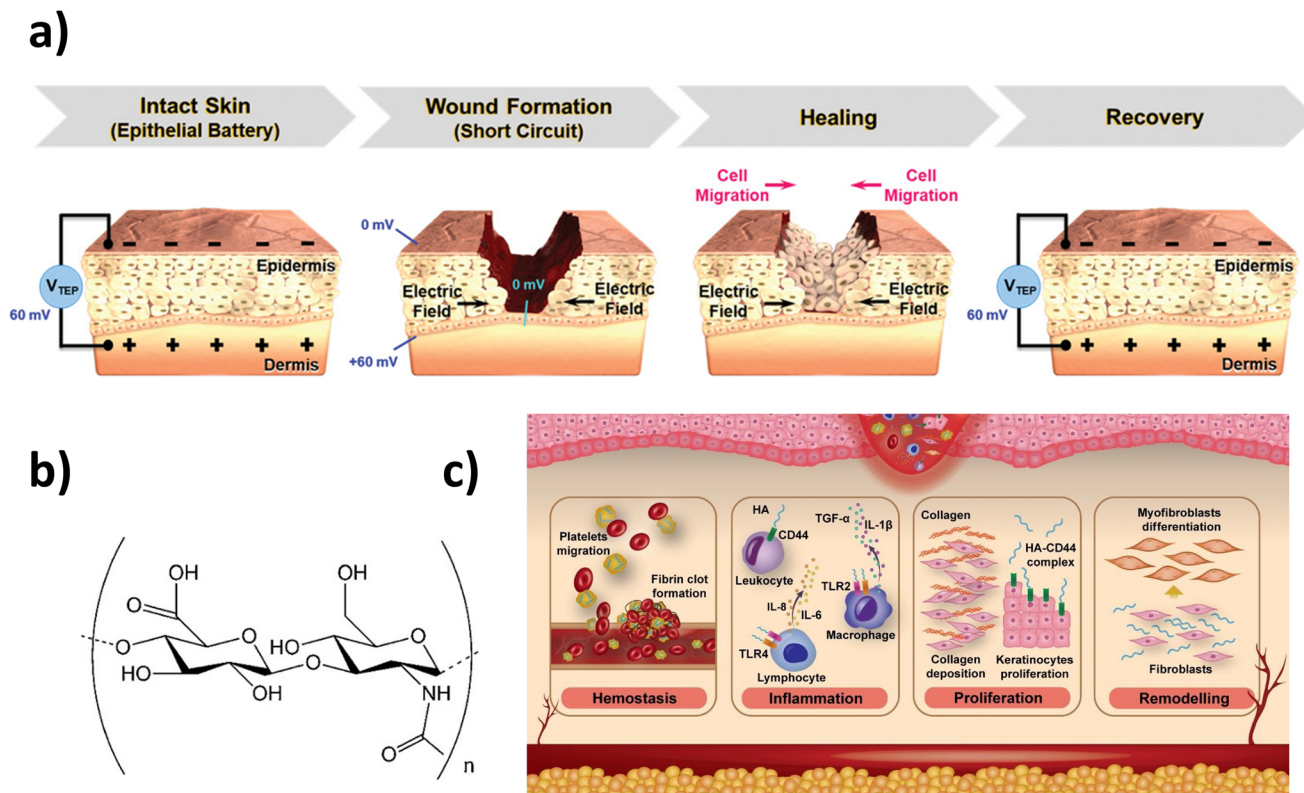 a)
Intact Skin
(Epithelial Battery)
Wound Formation
(Short Circuit)
Healing
Recovery
V_TEP
60 mV
- - - - -
Epidermis
+ + + + +
Dermis
0 mV
0 mV
Electric
Field
Electric
Field
+60 mV
Cell
Migration
Cell
Migration
Electric
Field
Electric
Field
V_TEP
60 mV
- - - - -
Epidermis
+ + + + +
Dermis
b)
OH
O
O
O
HO
OH
O
OH
HO
O
O
NH
O
n
c)
Platelets
migration
Fibrin clot
formation
Hemostasis
HA
CD44
Leukocyte
TGF-α
IL-1β
TLR2
Macrophage
IL-8
IL-6
TLR4
Lymphocyte
Inflammation
Collagen
HA-CD44
complex
Collagen
deposition
Keratinocytes
proliferation
Proliferation
Myofibroblasts
differentiation
Fibroblasts
Remodelling